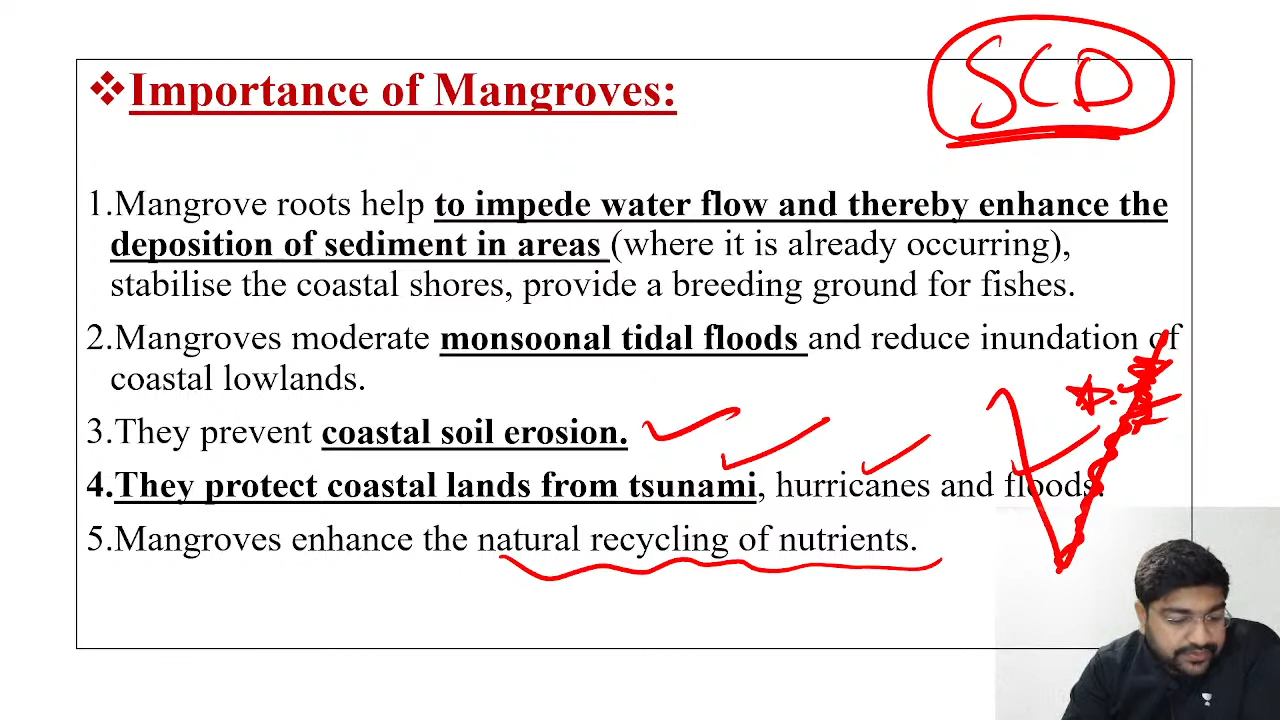 SCD
❖Importance of Mangroves:
1.Mangrove roots help to impede water flow and thereby enhance the
deposition of sediment in areas (where it is already occurring),
stabilise the coastal shores, provide a breeding ground for fishes.
2.Mangroves moderate monsoonal tidal floods and reduce inundation of
coastal lowlands.
3.They prevent coastal soil erosion.
4.They protect coastal lands from tsunami, hurricanes and floods.
5.Mangroves enhance the natural recycling of nutrients.